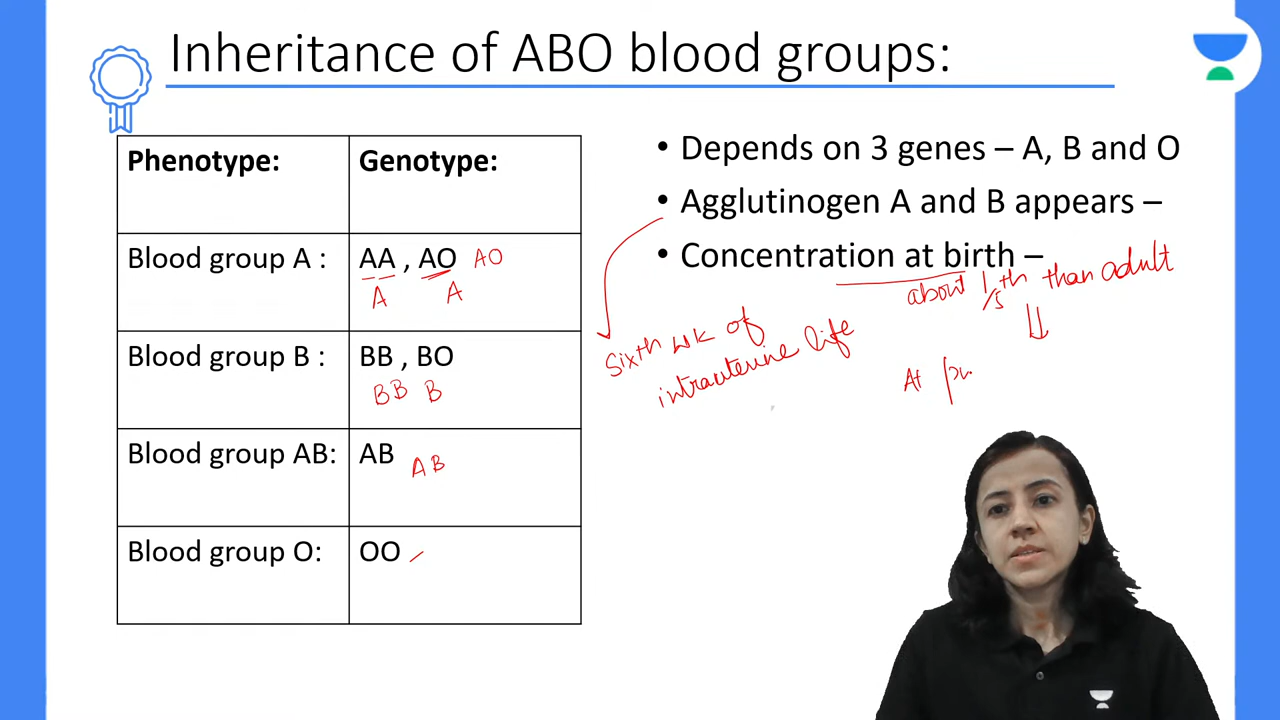 Inheritance of ABO blood groups:
Phenotype: Genotype:
Blood group A : AA , AO AO
A A
Blood group B : BB , BO
BB B
Blood group AB: AB AB
Blood group O: OO
• Depends on 3 genes – A, B and O
• Agglutinogen A and B appears –
• Concentration at birth –
about 1/5th than adult
Sixth wk of
intrauterine life
At